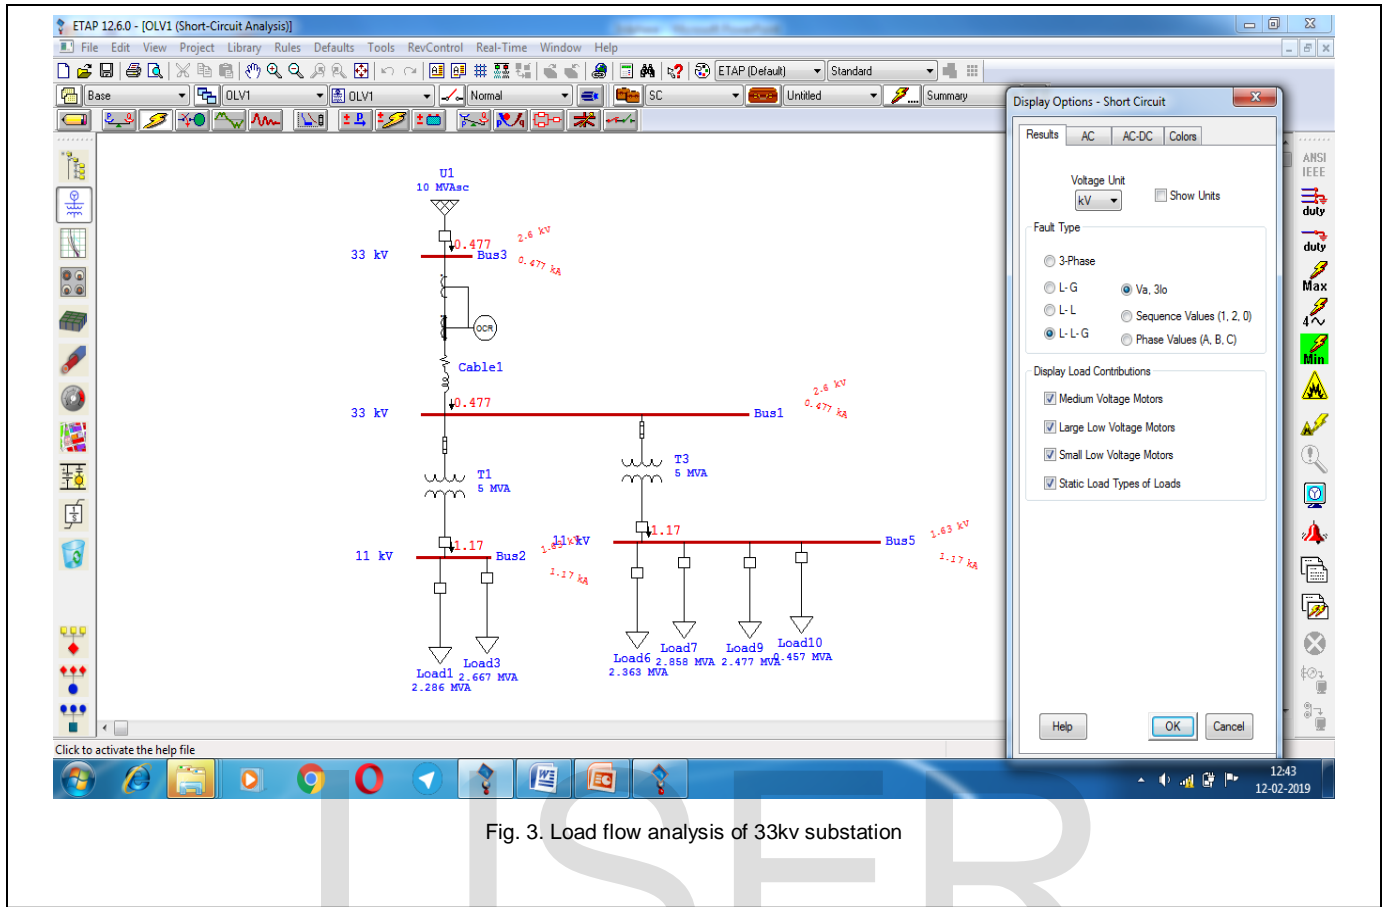 ETAP 12.6.0 - [OLV1 (Short-Circuit Analysis)]
File Edit View Project Library Rules Defaults Tools RevControl Real-Time Window Help
ETAP (Default) Standard
Base OLV1 OLV1 Normal SC Untitled Summary
Display Options - Short Circuit
Results AC AC-DC Colors
Voltage Unit
kV Show Units
Fault Type
3-Phase
L-G Va, 3Io
L-L Sequence Values (1, 2, 0)
L-L-G Phase Values (A, B, C)
Display Load Contributions
Medium Voltage Motors
Large Low Voltage Motors
Small Low Voltage Motors
Static Load Types of Loads
Help OK Cancel
ANSI
IEEE
duty
duty
Max
4
Min
U1
10 MVAsc
0.477 2.6 kV
33 kV Bus3 0.477 kA
OCR
Cable1
0.477 2.6 kV
33 kV Bus1 0.477 kA
T1
5 MVA
T3
5 MVA
1.17 1.63 kV
11 kV Bus2
1.17 kA
1.17 1.63 kV
11 kV Bus5
1.17 kA
Load1
2.286 MVA
Load3
2.667 MVA
Load6
2.363 MVA
Load7
2.858 MVA
Load9
2.477 MVA
Load10
0.457 MVA
Click to activate the help file
12:43
12-02-2019
Fig. 3. Load flow analysis of 33kv substation
IJSER